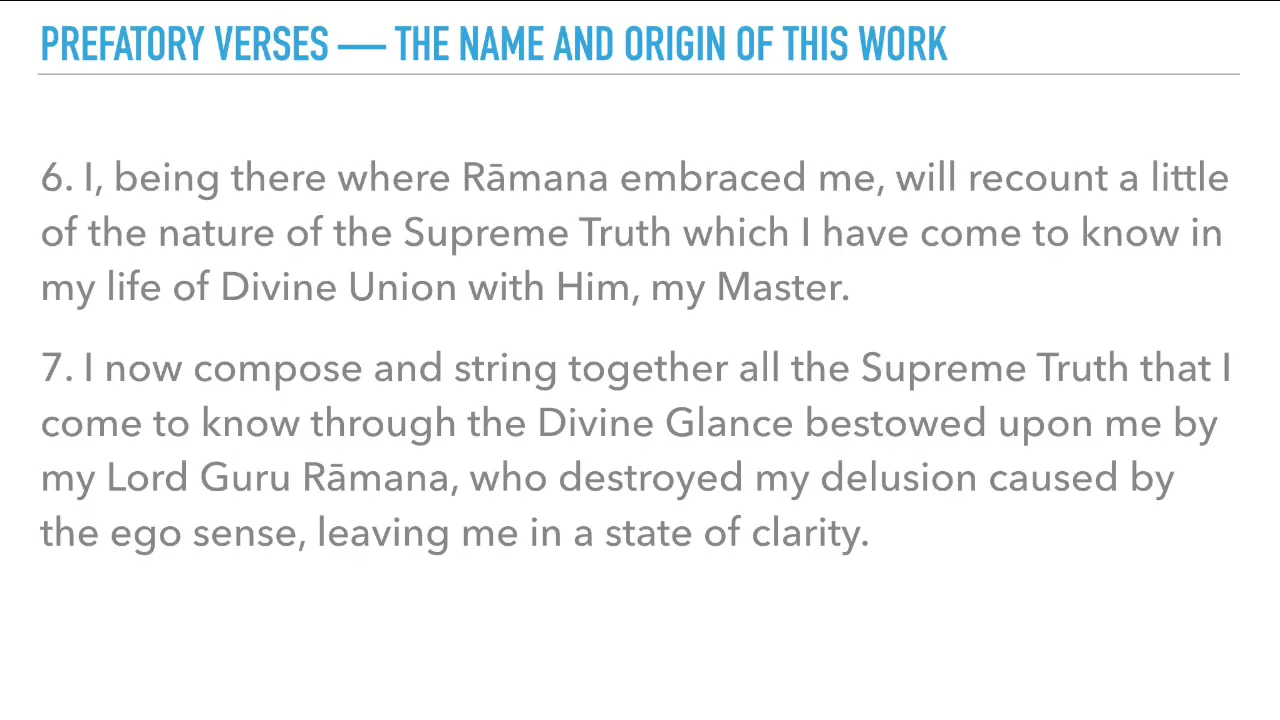 PREFATORY VERSES — THE NAME AND ORIGIN OF THIS WORK
6. I, being there where Rāmana embraced me, will recount a little
of the nature of the Supreme Truth which I have come to know in
my life of Divine Union with Him, my Master.
7. I now compose and string together all the Supreme Truth that I
come to know through the Divine Glance bestowed upon me by
my Lord Guru Rāmana, who destroyed my delusion caused by
the ego sense, leaving me in a state of clarity.